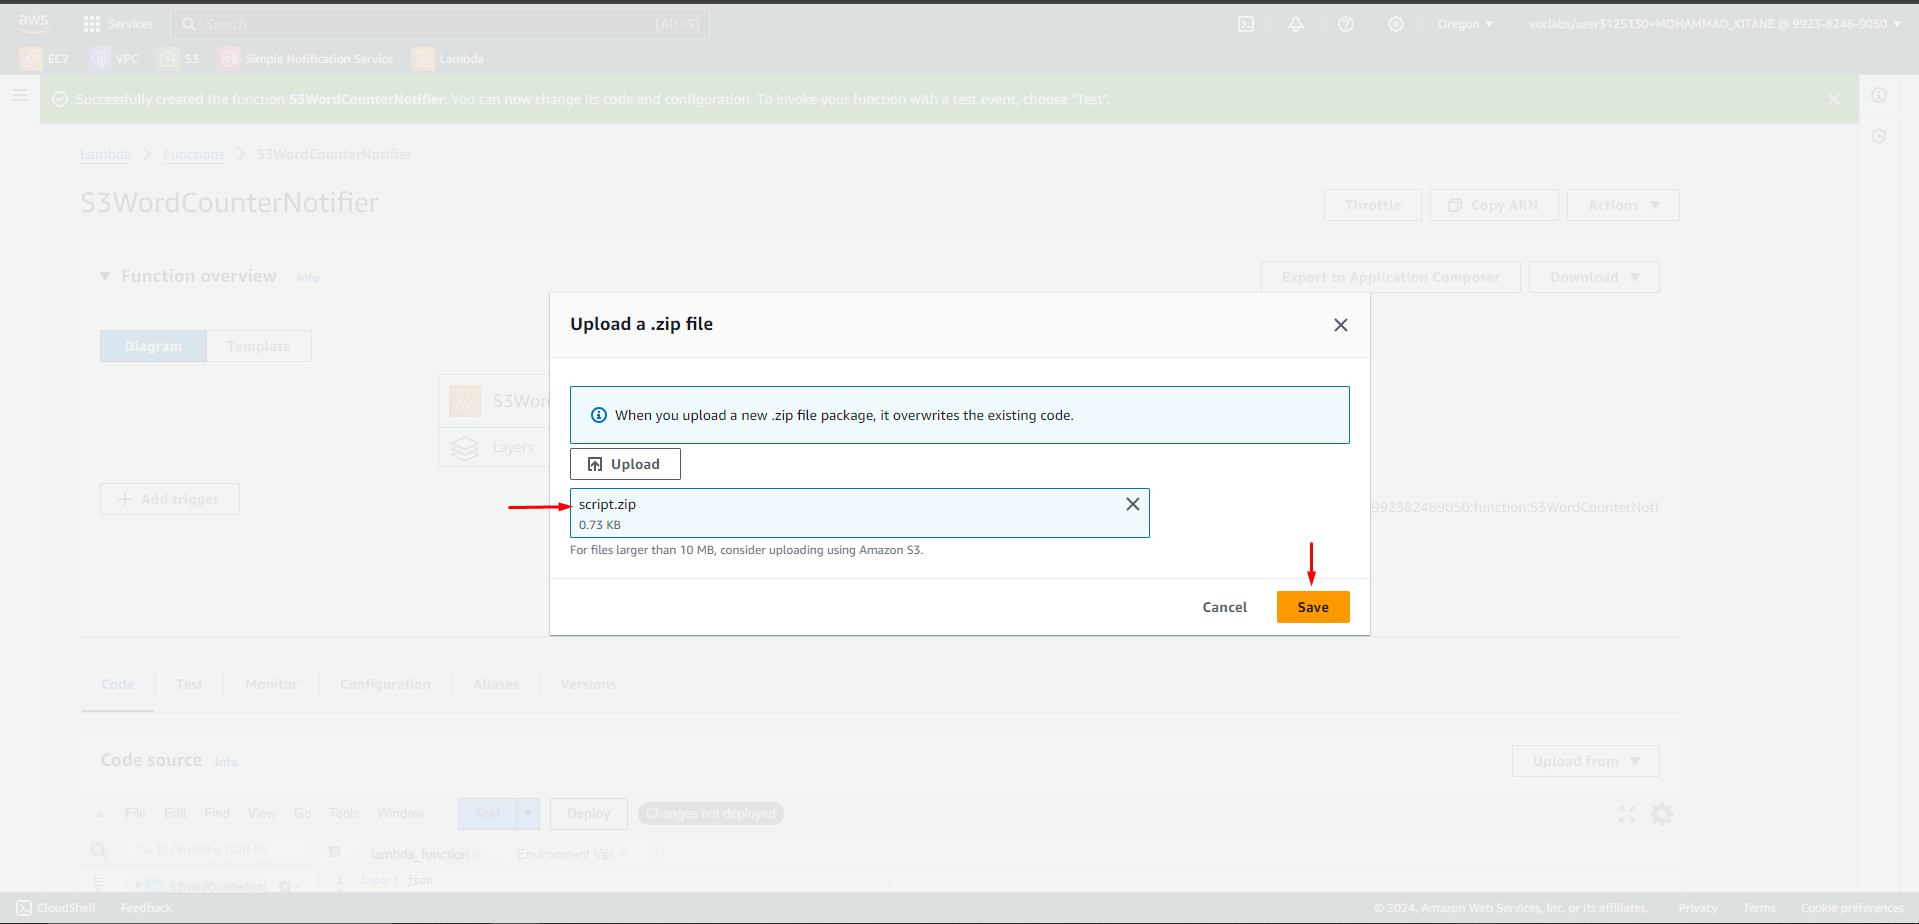 aws
Services
Search
[Alt+S]
Oregon
voclabs/user3125130=MOHAMMAD_KITANE @ 9923-8246-9050
EC2
VPC
S3
Simple Notification Service
Lambda
Successfully created the function S3WordCounterNotifier. You can now change its code and configuration. To invoke your function with a test event, choose "Test".
Lambda
Functions
S3WordCounterNotifier
S3WordCounterNotifier
Throttle
Copy ARN
Actions
Function overview
Info
Export to Application Composer
Download
Diagram
Template
S3Wor
Layers
Add trigger
992382469050:function:S3WordCounterNoti
Upload a .zip file
When you upload a new .zip file package, it overwrites the existing code.
Upload
script.zip
0.73 KB
For files larger than 10 MB, consider uploading using Amazon S3.
Cancel
Save
Code
Test
Monitor
Configuration
Aliases
Versions
Code source
Info
Upload from
File
Edit
Find
View
Go
Tools
Window
Test
Deploy
Changes not deployed
Go to Anything (Ctrl-P)
lambda_function
Environment Var
S3WordCounterNoti
1 import json
CloudShell
Feedback
© 2024, Amazon Web Services, Inc. or its affiliates.
Privacy
Terms
Cookie preferences